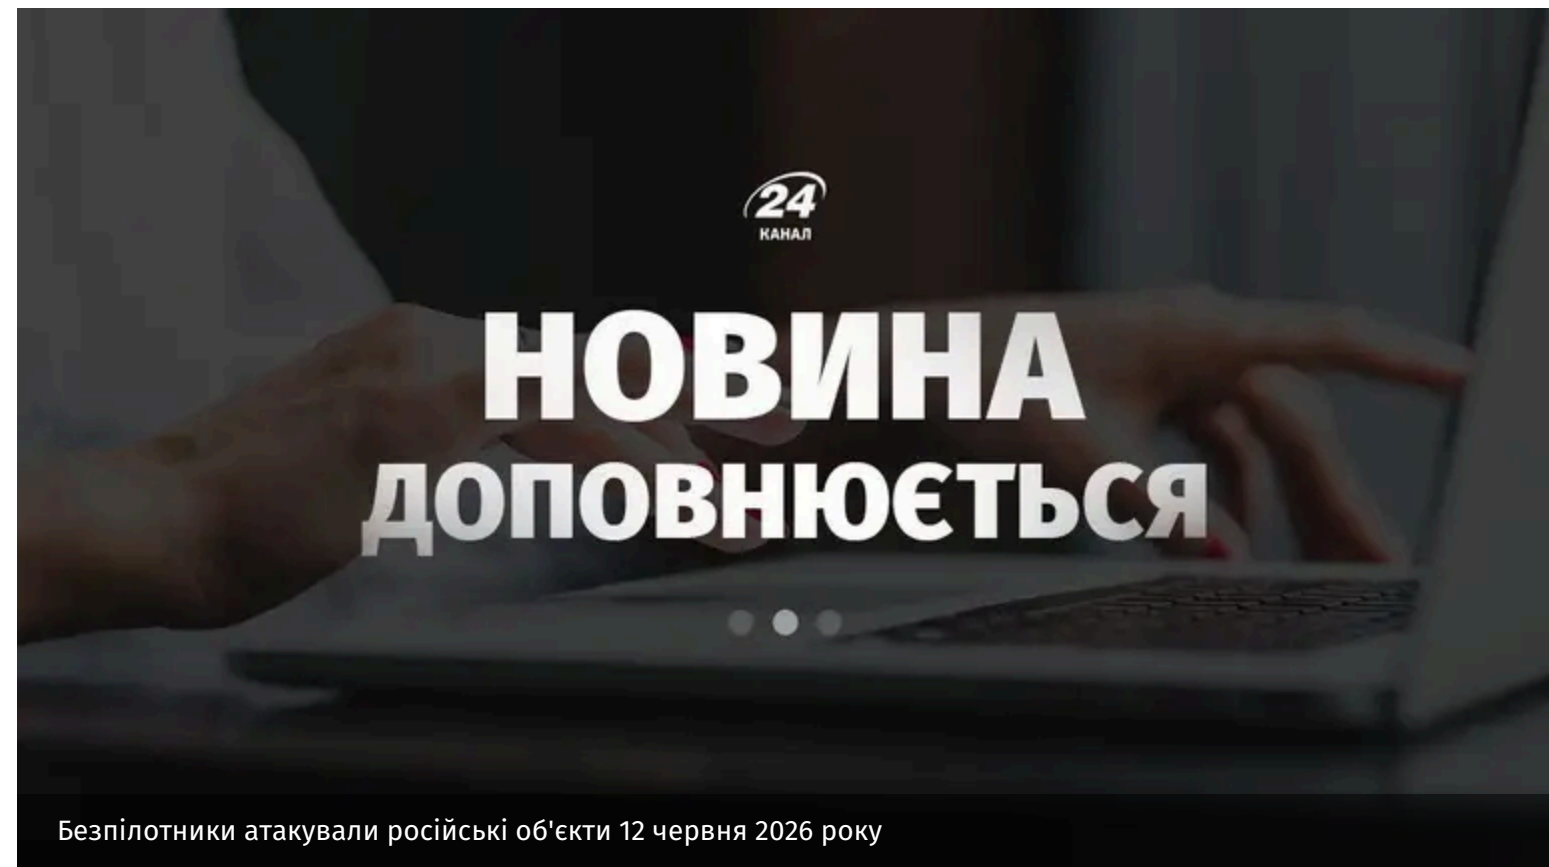 24
КАНАЛ
НОВИНА
ДОПОВНЮЄТЬСЯ
Безпілотники атакували російські об'єкти 12 червня 2026 року